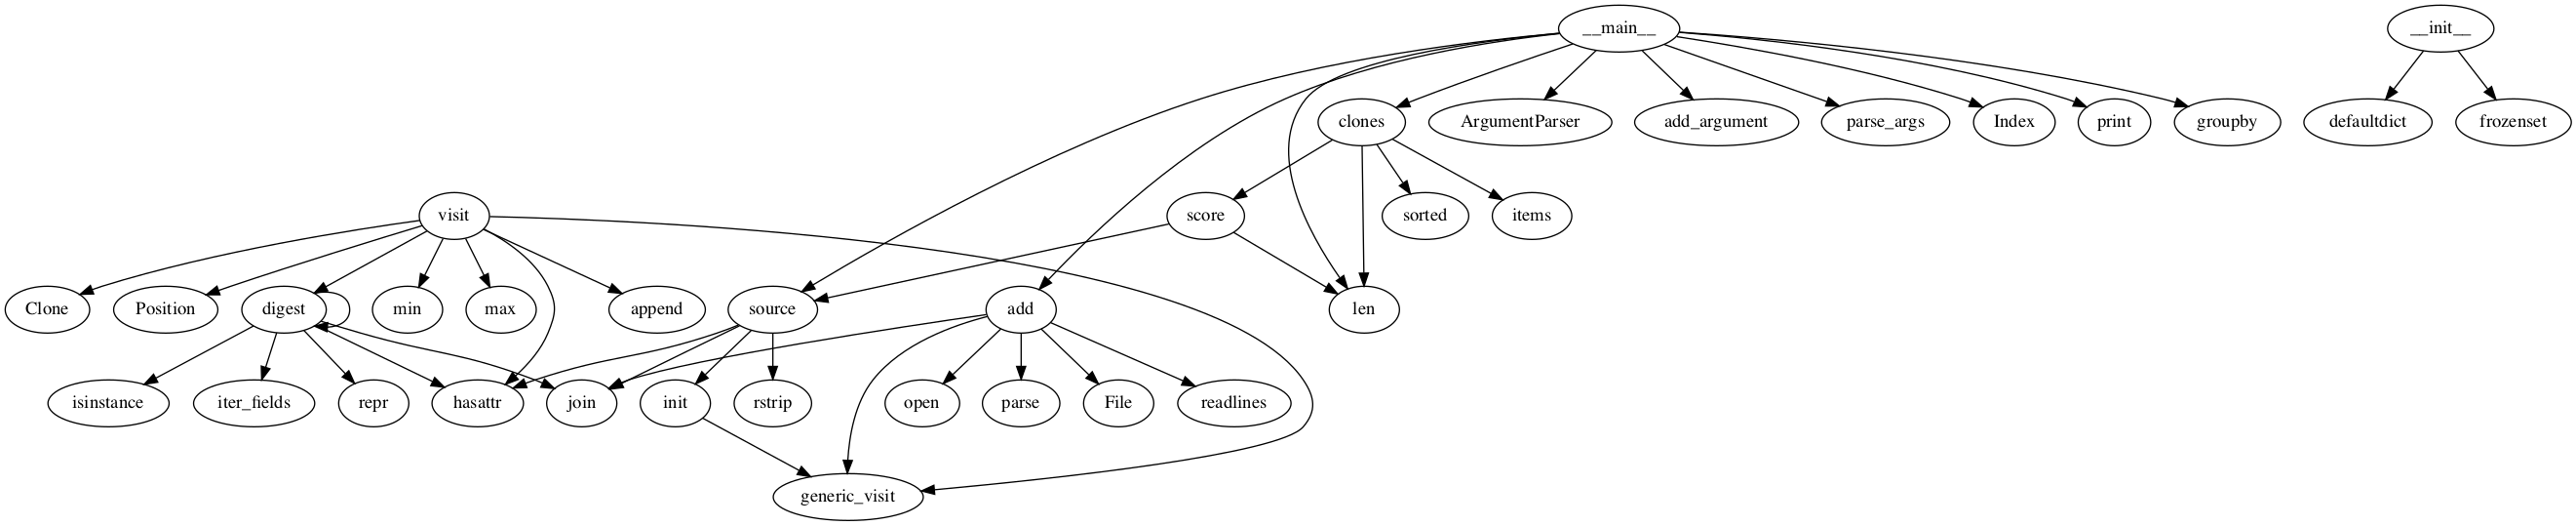 __main__
__init__
clones
ArgumentParser
add_argument
parse_args
Index
print
groupby
defaultdict
frozenset
visit
score
sorted
items
Clone
Position
digest
min
max
append
source
add
len
isinstance
iter_fields
repr
hasattr
join
init
rstrip
open
parse
File
readlines
generic_visit